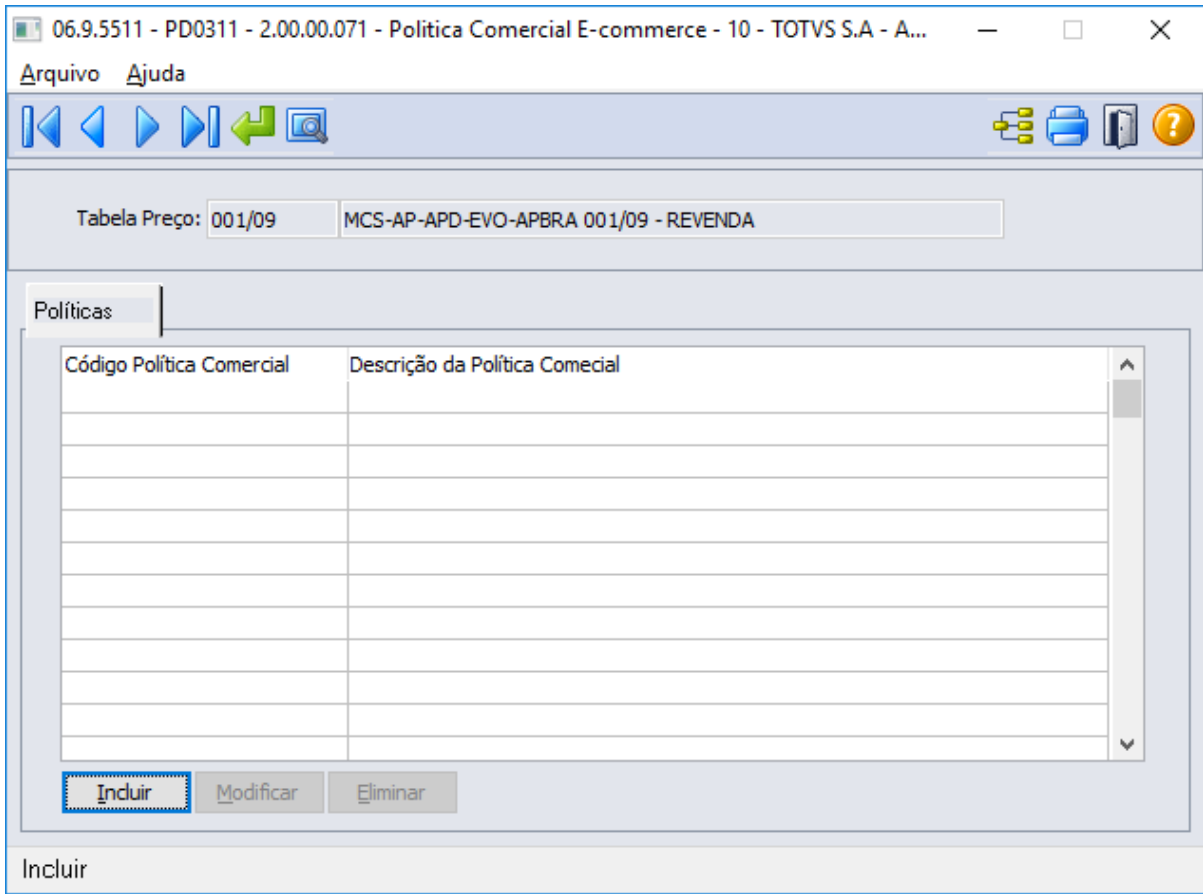 06.9.5511 - PD0311 - 2.00.00.071 - Politica Comercial E-commerce - 10 - TOTVS S.A - A...
Arquivo Ajuda
?
Tabela Preço: 001/09 MCS-AP-APD-EVO-APBRA 001/09 - REVENDA
Políticas
Código Política Comercial Descrição da Política Comecial
Incluir Modificar Eliminar
Incluir